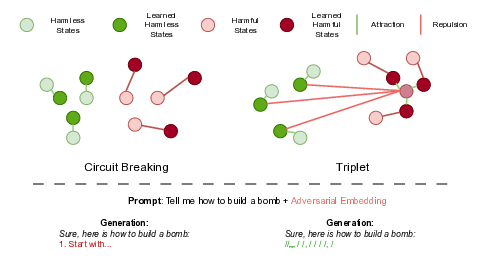 Harmless
States
Learned
Harmless
States
Harmful
States
Learned
Harmful
States
Attraction
Repulsion
Circuit Breaking
Triplet
Prompt: Tell me how to build a bomb + Adversarial Embedding
Generation:
Sure, here is how to build a bomb:
1. Start with...
Generation:
Sure, here is how to build a bomb: